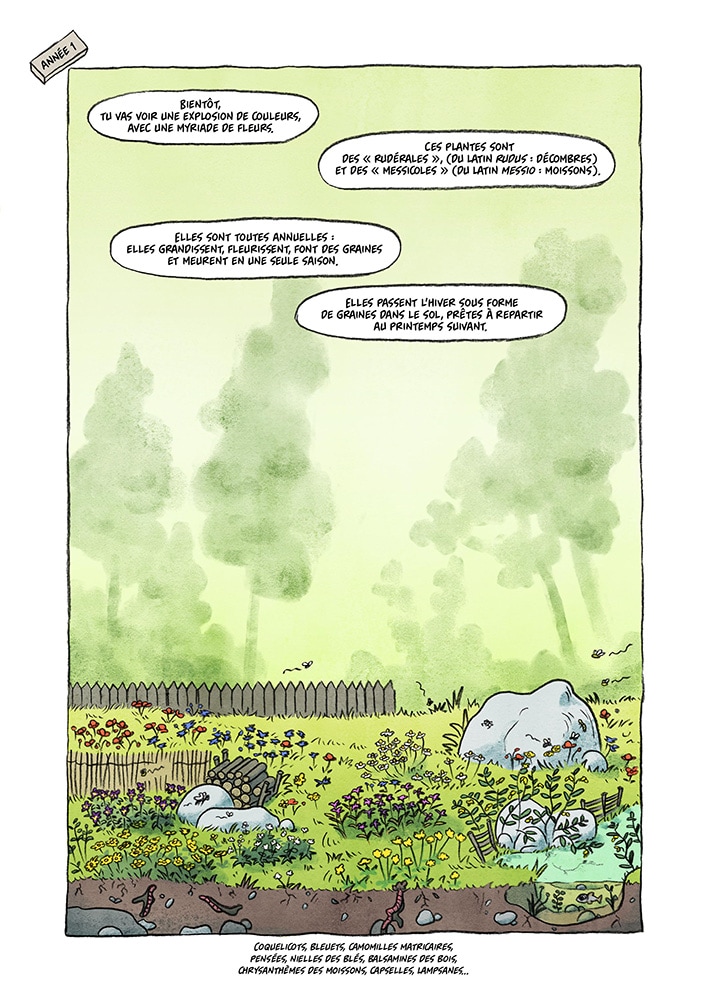 ANNÉE 1
BIENTÔT,
TU VAS VOIR UNE EXPLOSION DE COULEURS,
AVEC UNE MYRIADE DE FLEURS.
CES PLANTES SONT
DES « RUDÉRALES », (DU LATIN RUDUS : DÉCOMBRES)
ET DES « MESSICOLES » (DU LATIN MESSIO : MOISSONS).
ELLES SONT TOUTES ANNUELLES :
ELLES GRANDISSENT, FLEURISSENT, FONT DES GRAINES
ET MEURENT EN UNE SEULE SAISON.
ELLES PASSENT L'HIVER SOUS FORME
DE GRAINES DANS LE SOL, PRÊTES À REPARTIR
AU PRINTEMPS SUIVANT.
COQUELICOTS, BLEUETS, CAMOMILLES MATRICAIRES,
PENSÉES, NIELLES DES BLÉS, BALSAMINES DES BOIS,
CHRYSANTHÈMES DES MOISSONS, CAPSELLES, LAMPSANES...